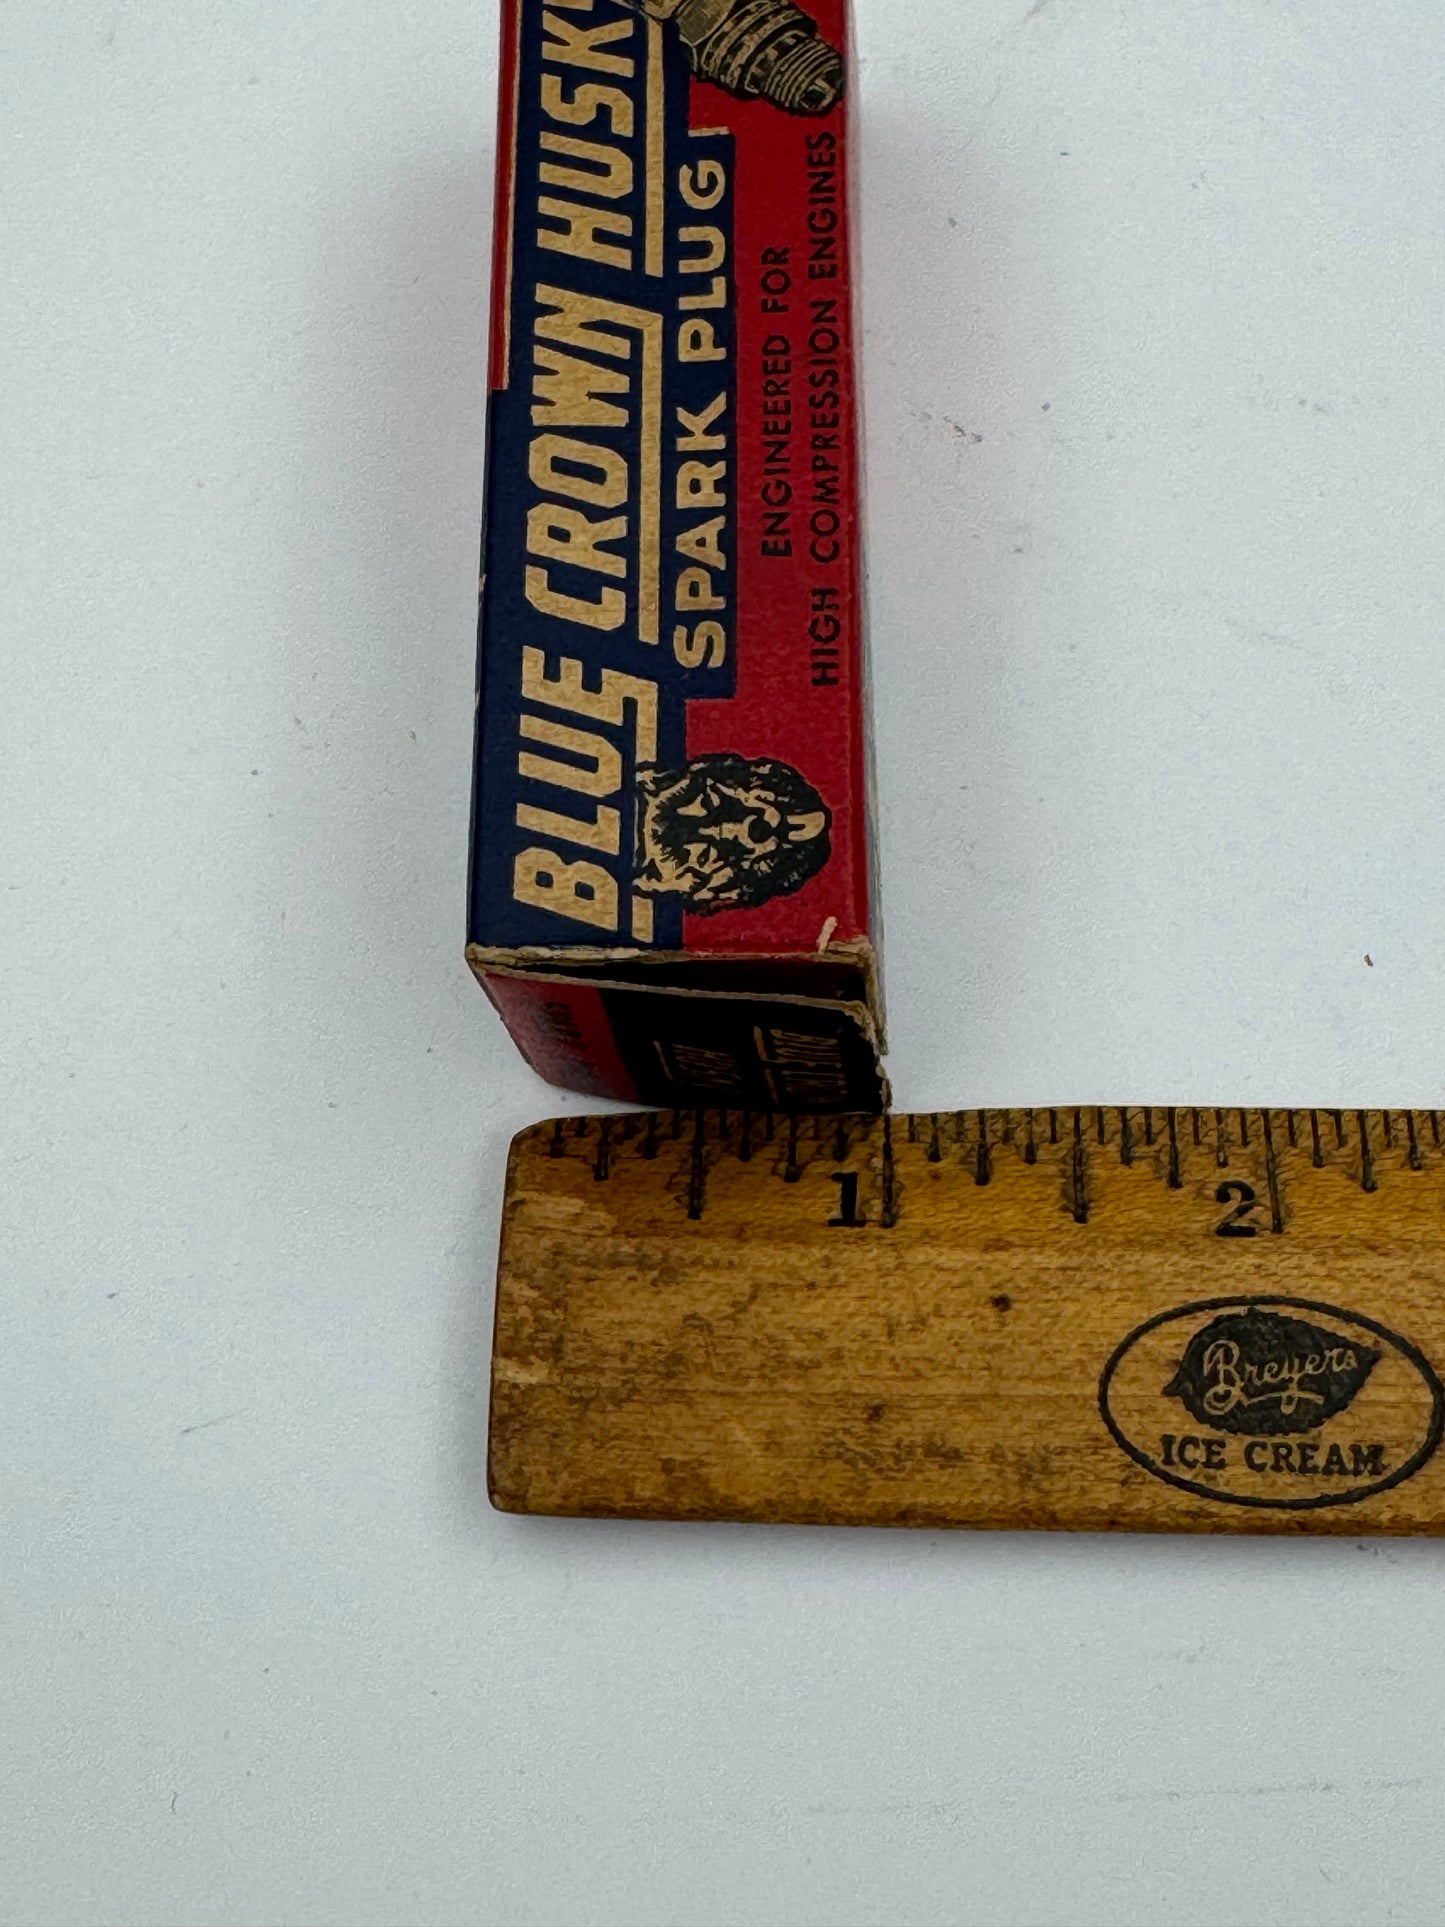 BLUE CROWN HUSKY
SPARK PLUG
ENGINEERED FOR
HIGH COMPRESSION ENGINES
1
2
Breyers
ICE CREAM